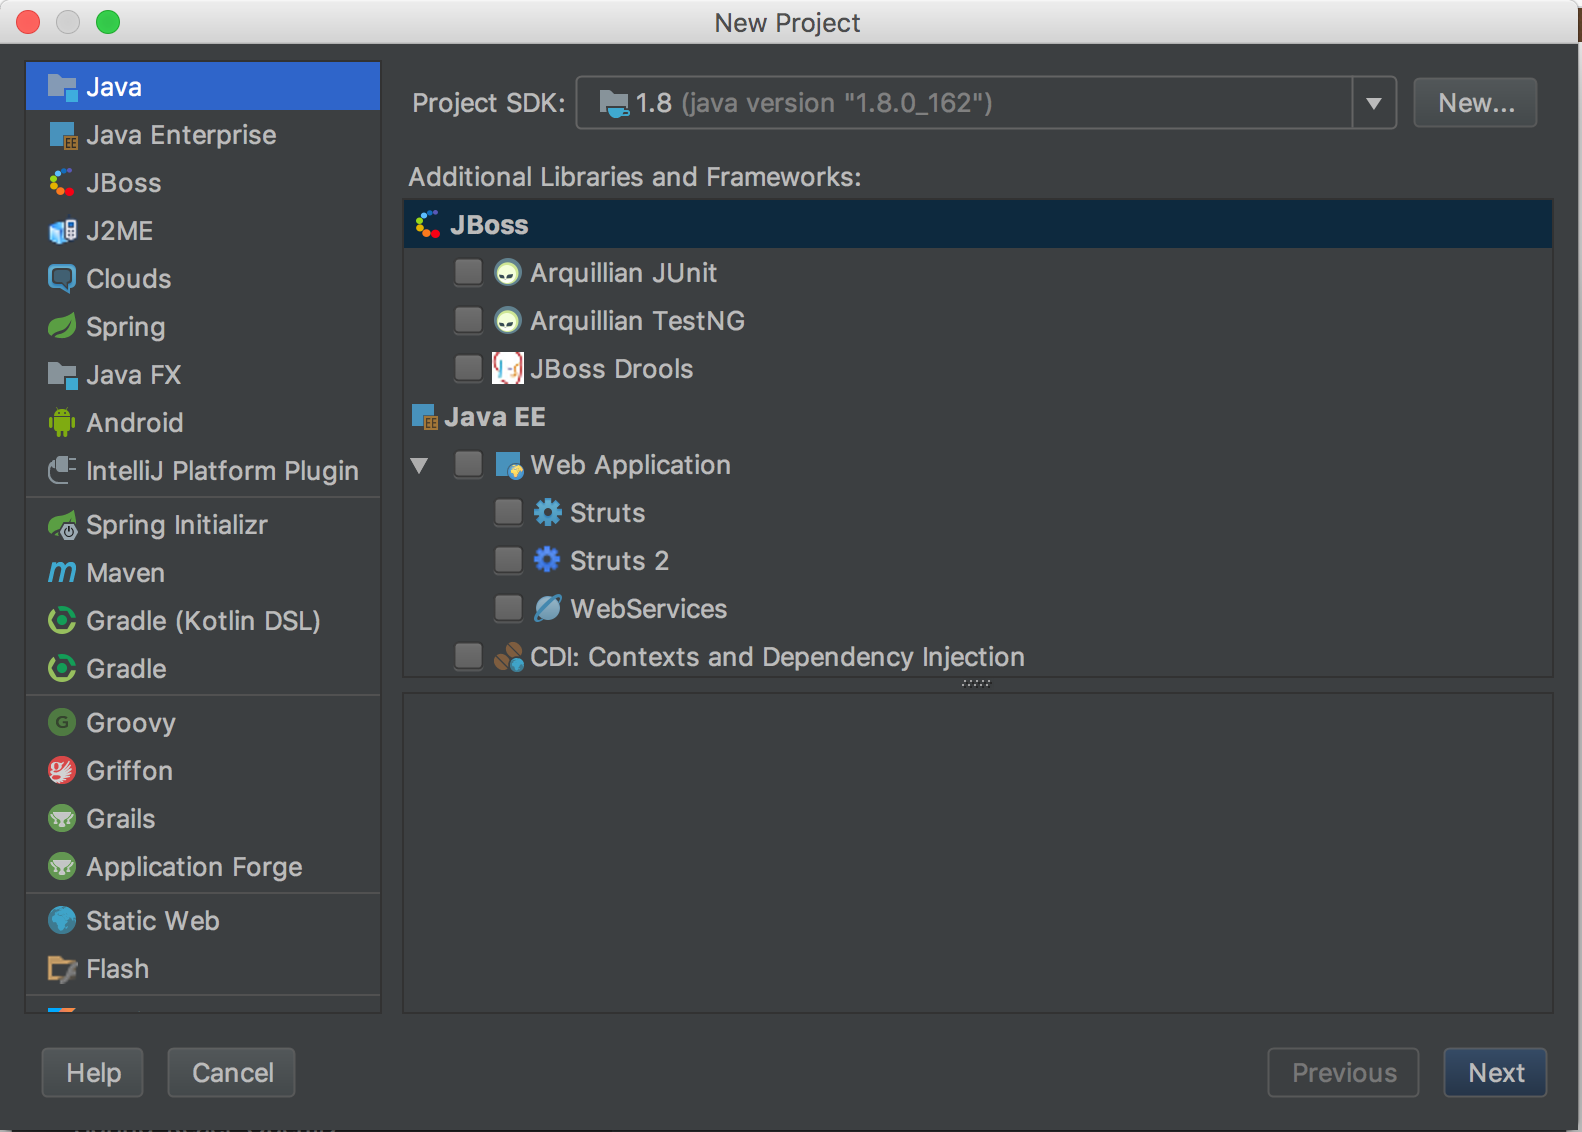 New Project
Java
Java Enterprise
JBoss
J2ME
Clouds
Spring
Java FX
Android
IntelliJ Platform Plugin
Spring Initializr
Maven
Gradle (Kotlin DSL)
Gradle
Groovy
Griffon
Grails
Application Forge
Static Web
Flash
Project SDK: 1.8 (java version "1.8.0_162") New...
Additional Libraries and Frameworks:
JBoss
Arquillian JUnit
Arquillian TestNG
JBoss Drools
Java EE
Web Application
Struts
Struts 2
WebServices
CDI: Contexts and Dependency Injection
Help Cancel Previous Next